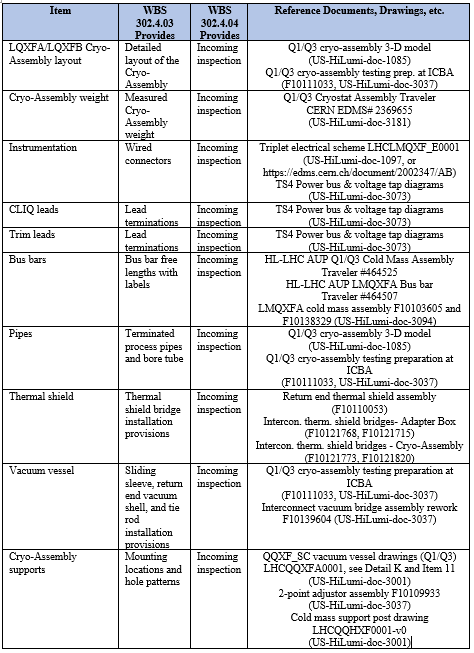 Item
WBS
302.4.03
Provides
WBS
302.4.04
Provides
Reference Documents, Drawings, etc.
LQXFA/LQXFB Cryo-
Assembly layout
Detailed
layout of the
Cryo-
Assembly
Incoming
inspection
Q1/Q3 cryo-assembly 3-D model
(US-HiLumi-doc-1085)
Q1/Q3 cryo-assembly testing prep. at ICBA
(F10111033, US-HiLumi-doc-3037)
Cryo-Assembly weight
Measured
Cryo-
Assembly
weight
Incoming
inspection
Q1/Q3 Cryostat Assembly Traveler
CERN EDMS# 2369655
(US-HiLumi-doc-3181)
Instrumentation
Wired
connectors
Incoming
inspection
Triplet electrical scheme LHCLMQXF_E0001
(US-HiLumi-doc-1097, or
https://edms.cern.ch/document/2002347/AB)
TS4 Power bus & voltage tap diagrams
(US-HiLumi-doc-3073)
CLIQ leads
Lead
terminations
Incoming
inspection
TS4 Power bus & voltage tap diagrams
(US-HiLumi-doc-3073)
Trim leads
Lead
terminations
Incoming
inspection
TS4 Power bus & voltage tap diagrams
(US-HiLumi-doc-3073)
Bus bars
Bus bar free
lengths with
labels
Incoming
inspection
HL-LHC AUP Q1/Q3 Cold Mass Assembly
Traveler #464525
HL-LHC AUP LMQXFA Bus bar
Traveler #464507
LMQXFA cold mass assembly F10103605 and
F10138329 (US-HiLumi-doc-3094)
Pipes
Terminated
process pipes
and bore tube
Incoming
inspection
Q1/Q3 cryo-assembly 3-D model
(US-HiLumi-doc-1085)
Q1/Q3 cryo-assembly testing preparation at
ICBA
(F10111033, US-HiLumi-doc-3037)
Thermal shield
Thermal
shield bridge
installation
provisions
Incoming
inspection
Return end thermal shield assembly
(F10110053)
Intercon. therm. shield bridges- Adapter Box
(F10121768, F10121715)
Intercon. therm. shield bridges - Cryo-Assembly
(F10121773, F10121820)
Vacuum vessel
Sliding
sleeve, return
end vacuum
shell, and tie
rod
installation
provisions
Incoming
inspection
Q1/Q3 cryo-assembly testing preparation at
ICBA
(F10111033, US-HiLumi-doc-3037)
Interconnect vacuum bridge assembly rework
F10139604 (US-HiLumi-doc-3037)
Cryo-Assembly
supports
Mounting
locations and
hole patterns
Incoming
inspection
QQXF_SC vacuum vessel drawings (Q1/Q3)
LHCQQXFA0001, see Detail K and Item 11
(US-HiLumi-doc-3001)
2-point adjustor assembly F10109933
(US-HiLumi-doc-3037)
Cold mass support post drawing
LHCQQHXF0001-v0
(US-HiLumi-doc-3001)